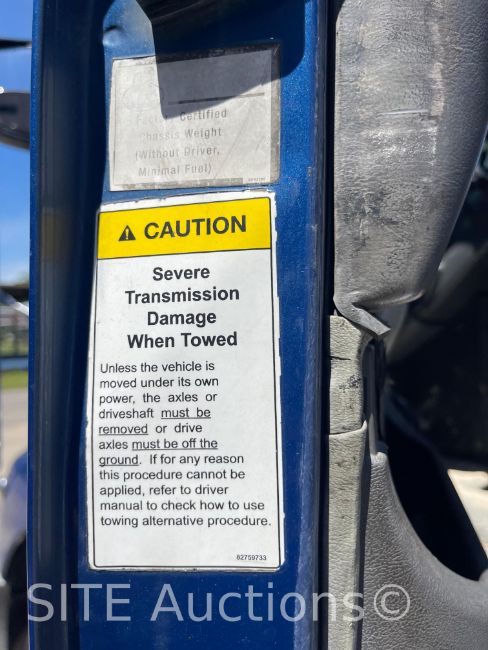 Factory Certified
Chassis Weight
(Without Driver,
Minimal Fuel)
CAUTION
Severe
Transmission
Damage
When Towed
Unless the vehicle is
moved under its own
power, the axles or
driveshaft must be
removed or drive
axles must be off the
ground. If for any reason
this procedure cannot be
applied, refer to driver
manual to check how to use
towing alternative procedure.
82759733
SITE Auctions©